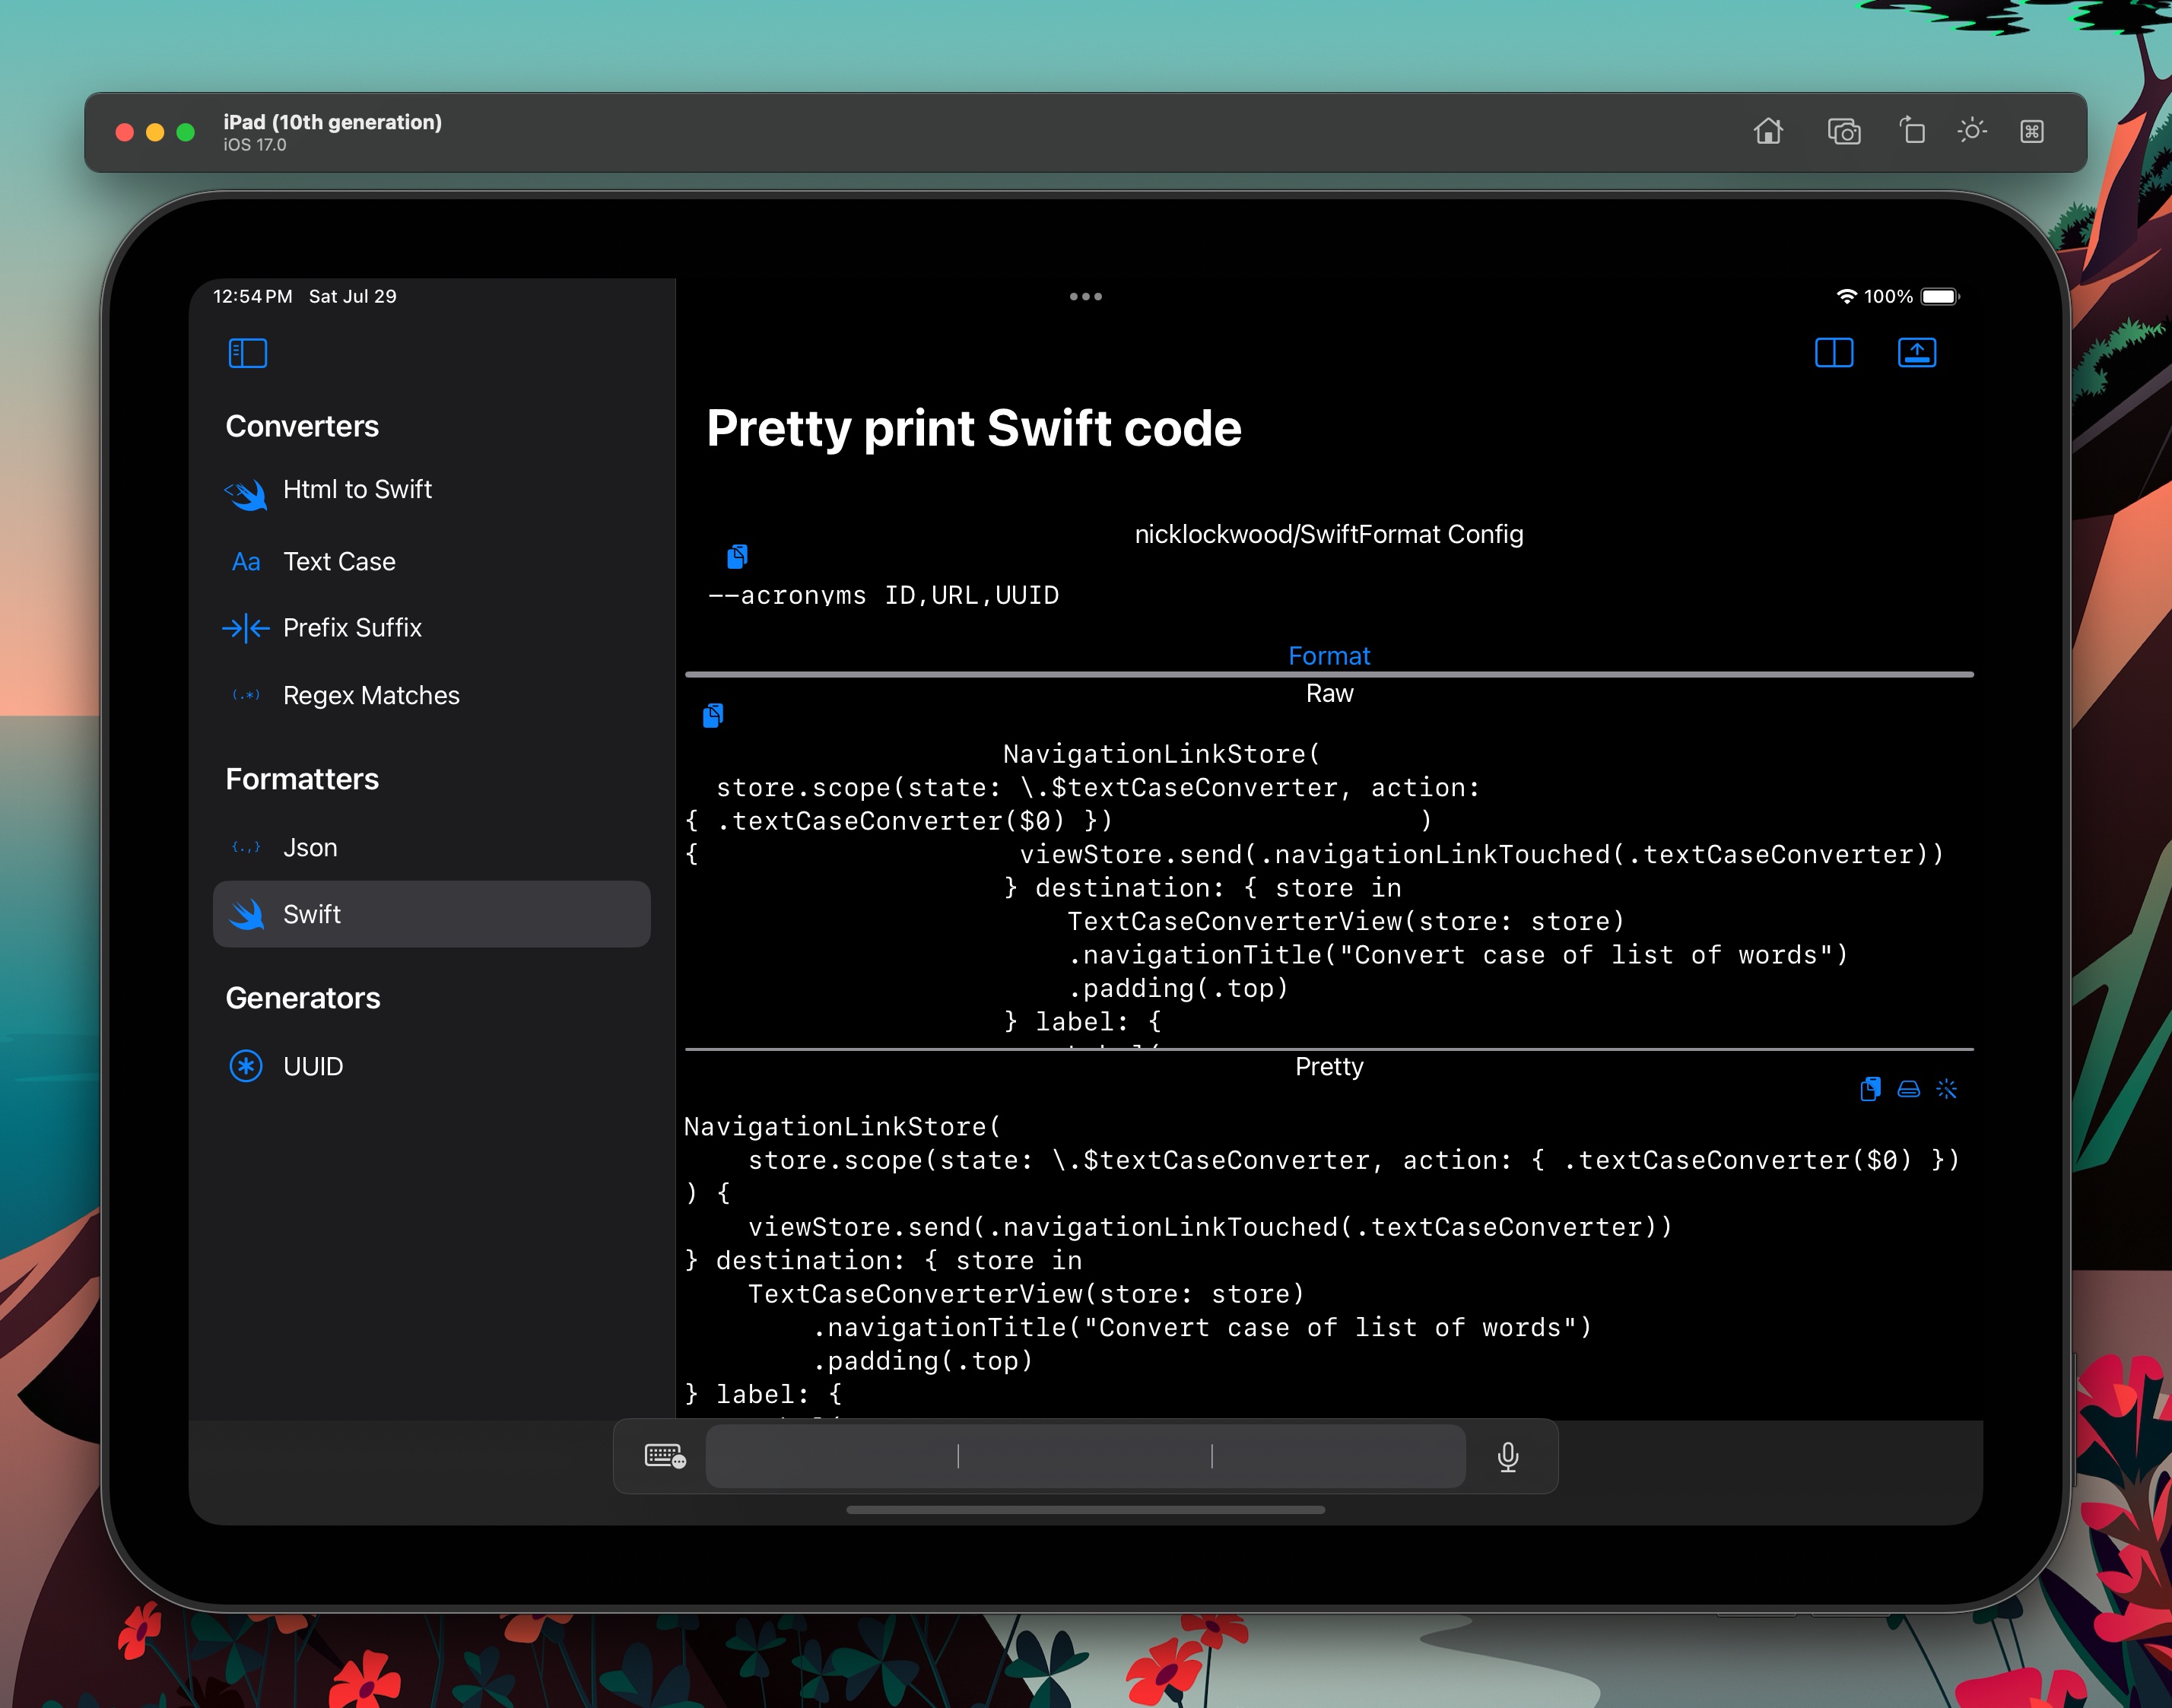 iPad (10th generation)
iOS 17.0
12:54 PM Sat Jul 29
100%
Converters
Html to Swift
Aa Text Case
Prefix Suffix
(.*) Regex Matches
Formatters
{.,} Json
Swift
Generators
UUID
Pretty print Swift code
nicklockwood/SwiftFormat Config
--acronyms ID,URL,UUID
Format
Raw
NavigationLinkStore(
store.scope(state: \.$textCaseConverter, action:
{ .textCaseConverter($0) })                   )
{                    viewStore.send(.navigationLinkTouched(.textCaseConverter))
} destination: { store in
TextCaseConverterView(store: store)
.navigationTitle("Convert case of list of words")
.padding(.top)
} label: {
Pretty
NavigationLinkStore(
store.scope(state: \.$textCaseConverter, action: { .textCaseConverter($0) })
) {
viewStore.send(.navigationLinkTouched(.textCaseConverter))
} destination: { store in
TextCaseConverterView(store: store)
.navigationTitle("Convert case of list of words")
.padding(.top)
} label: {